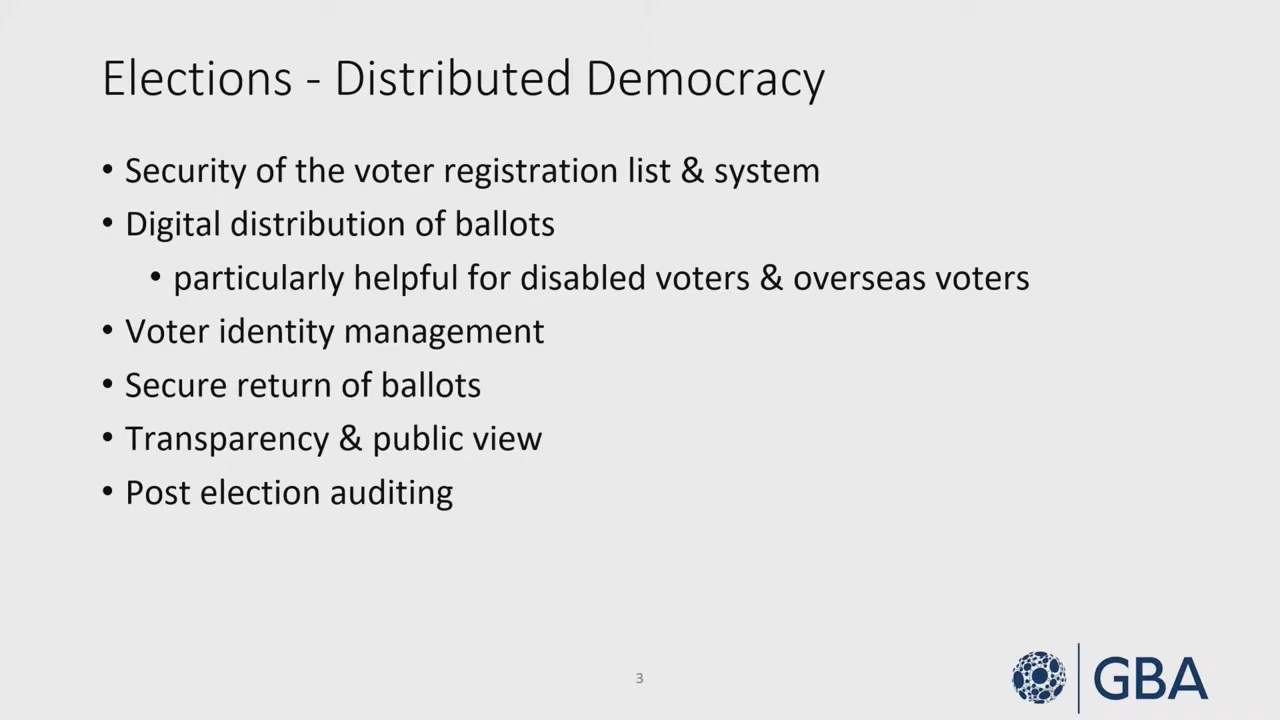 Elections - Distributed Democracy
• Security of the voter registration list & system
• Digital distribution of ballots
• particularly helpful for disabled voters & overseas voters
• Voter identity management
• Secure return of ballots
• Transparency & public view
• Post election auditing
3
GBA